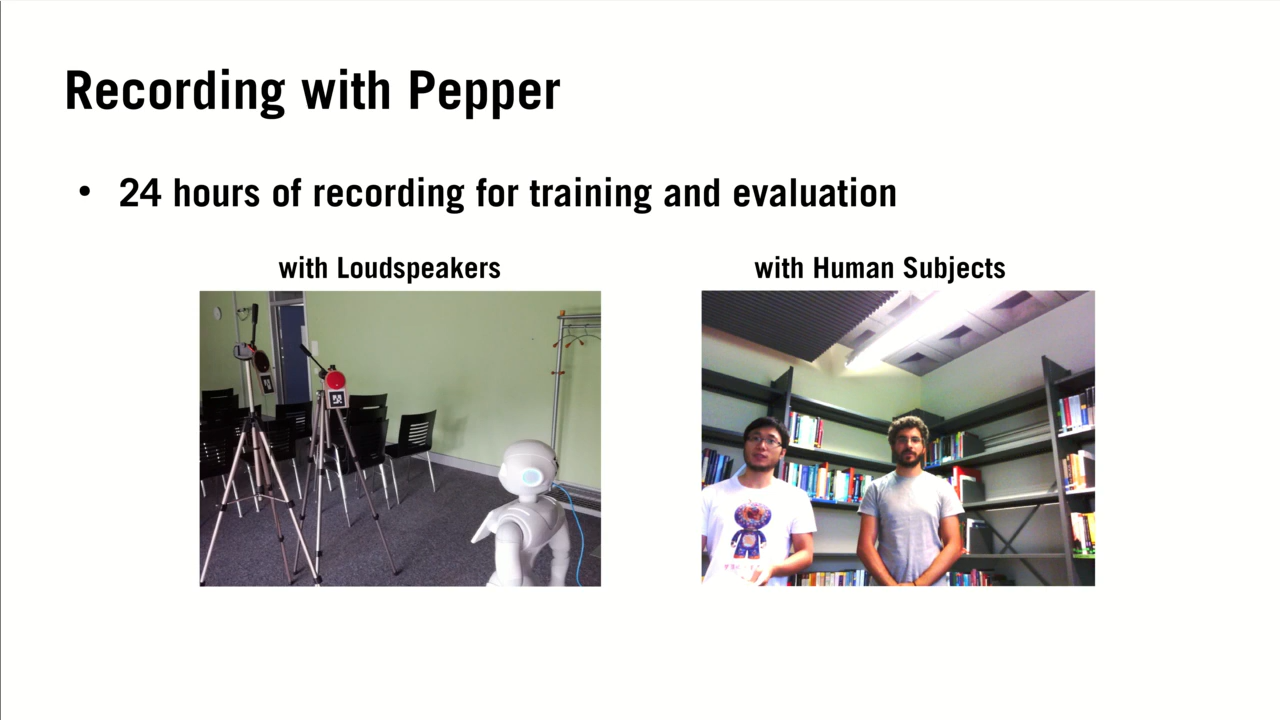 Recording with Pepper
• 24 hours of recording for training and evaluation
with Loudspeakers
with Human Subjects